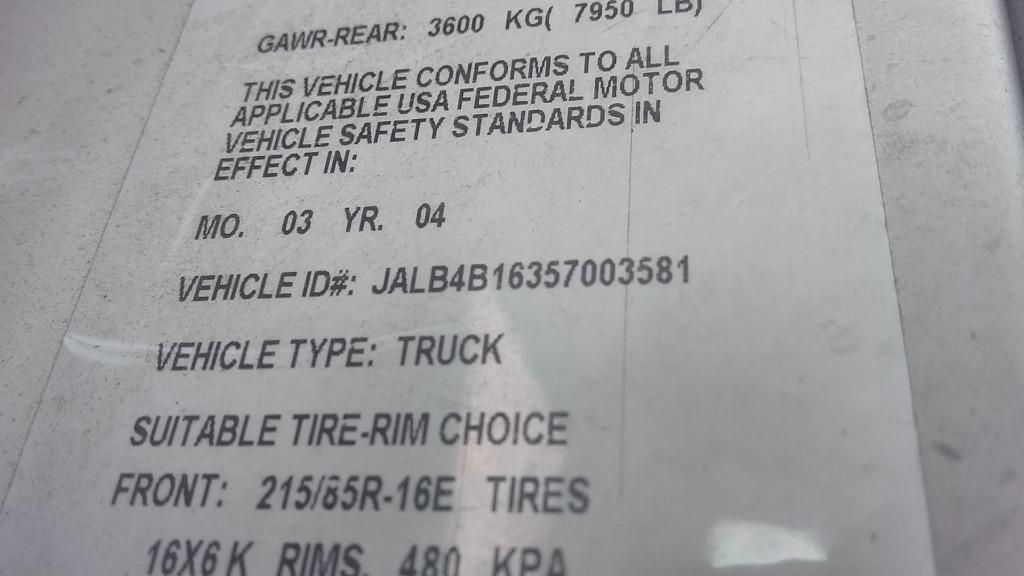 GAWR-REAR: 3600 KG( 7950 LB)
THIS VEHICLE CONFORMS TO ALL
APPLICABLE USA FEDERAL MOTOR
VEHICLE SAFETY STANDARDS IN
EFFECT IN:
MO. 03 YR. 04
VEHICLE ID#: JALB4B16357003581
VEHICLE TYPE: TRUCK
SUITABLE TIRE-RIM CHOICE
FRONT: 215/85R-16E TIRES
16X6 K RIMS, 480 KPA